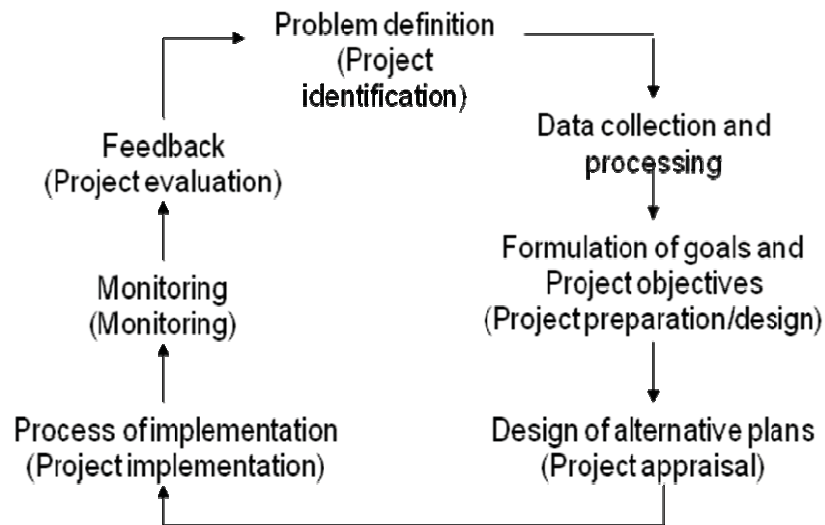 Problem definition
(Project
identification)
Data collection and
processing
Formulation of goals and
Project objectives
(Project preparation/design)
Design of alternative plans
(Project appraisal)
Process of implementation
(Project implementation)
Monitoring
(Monitoring)
Feedback
(Project evaluation)